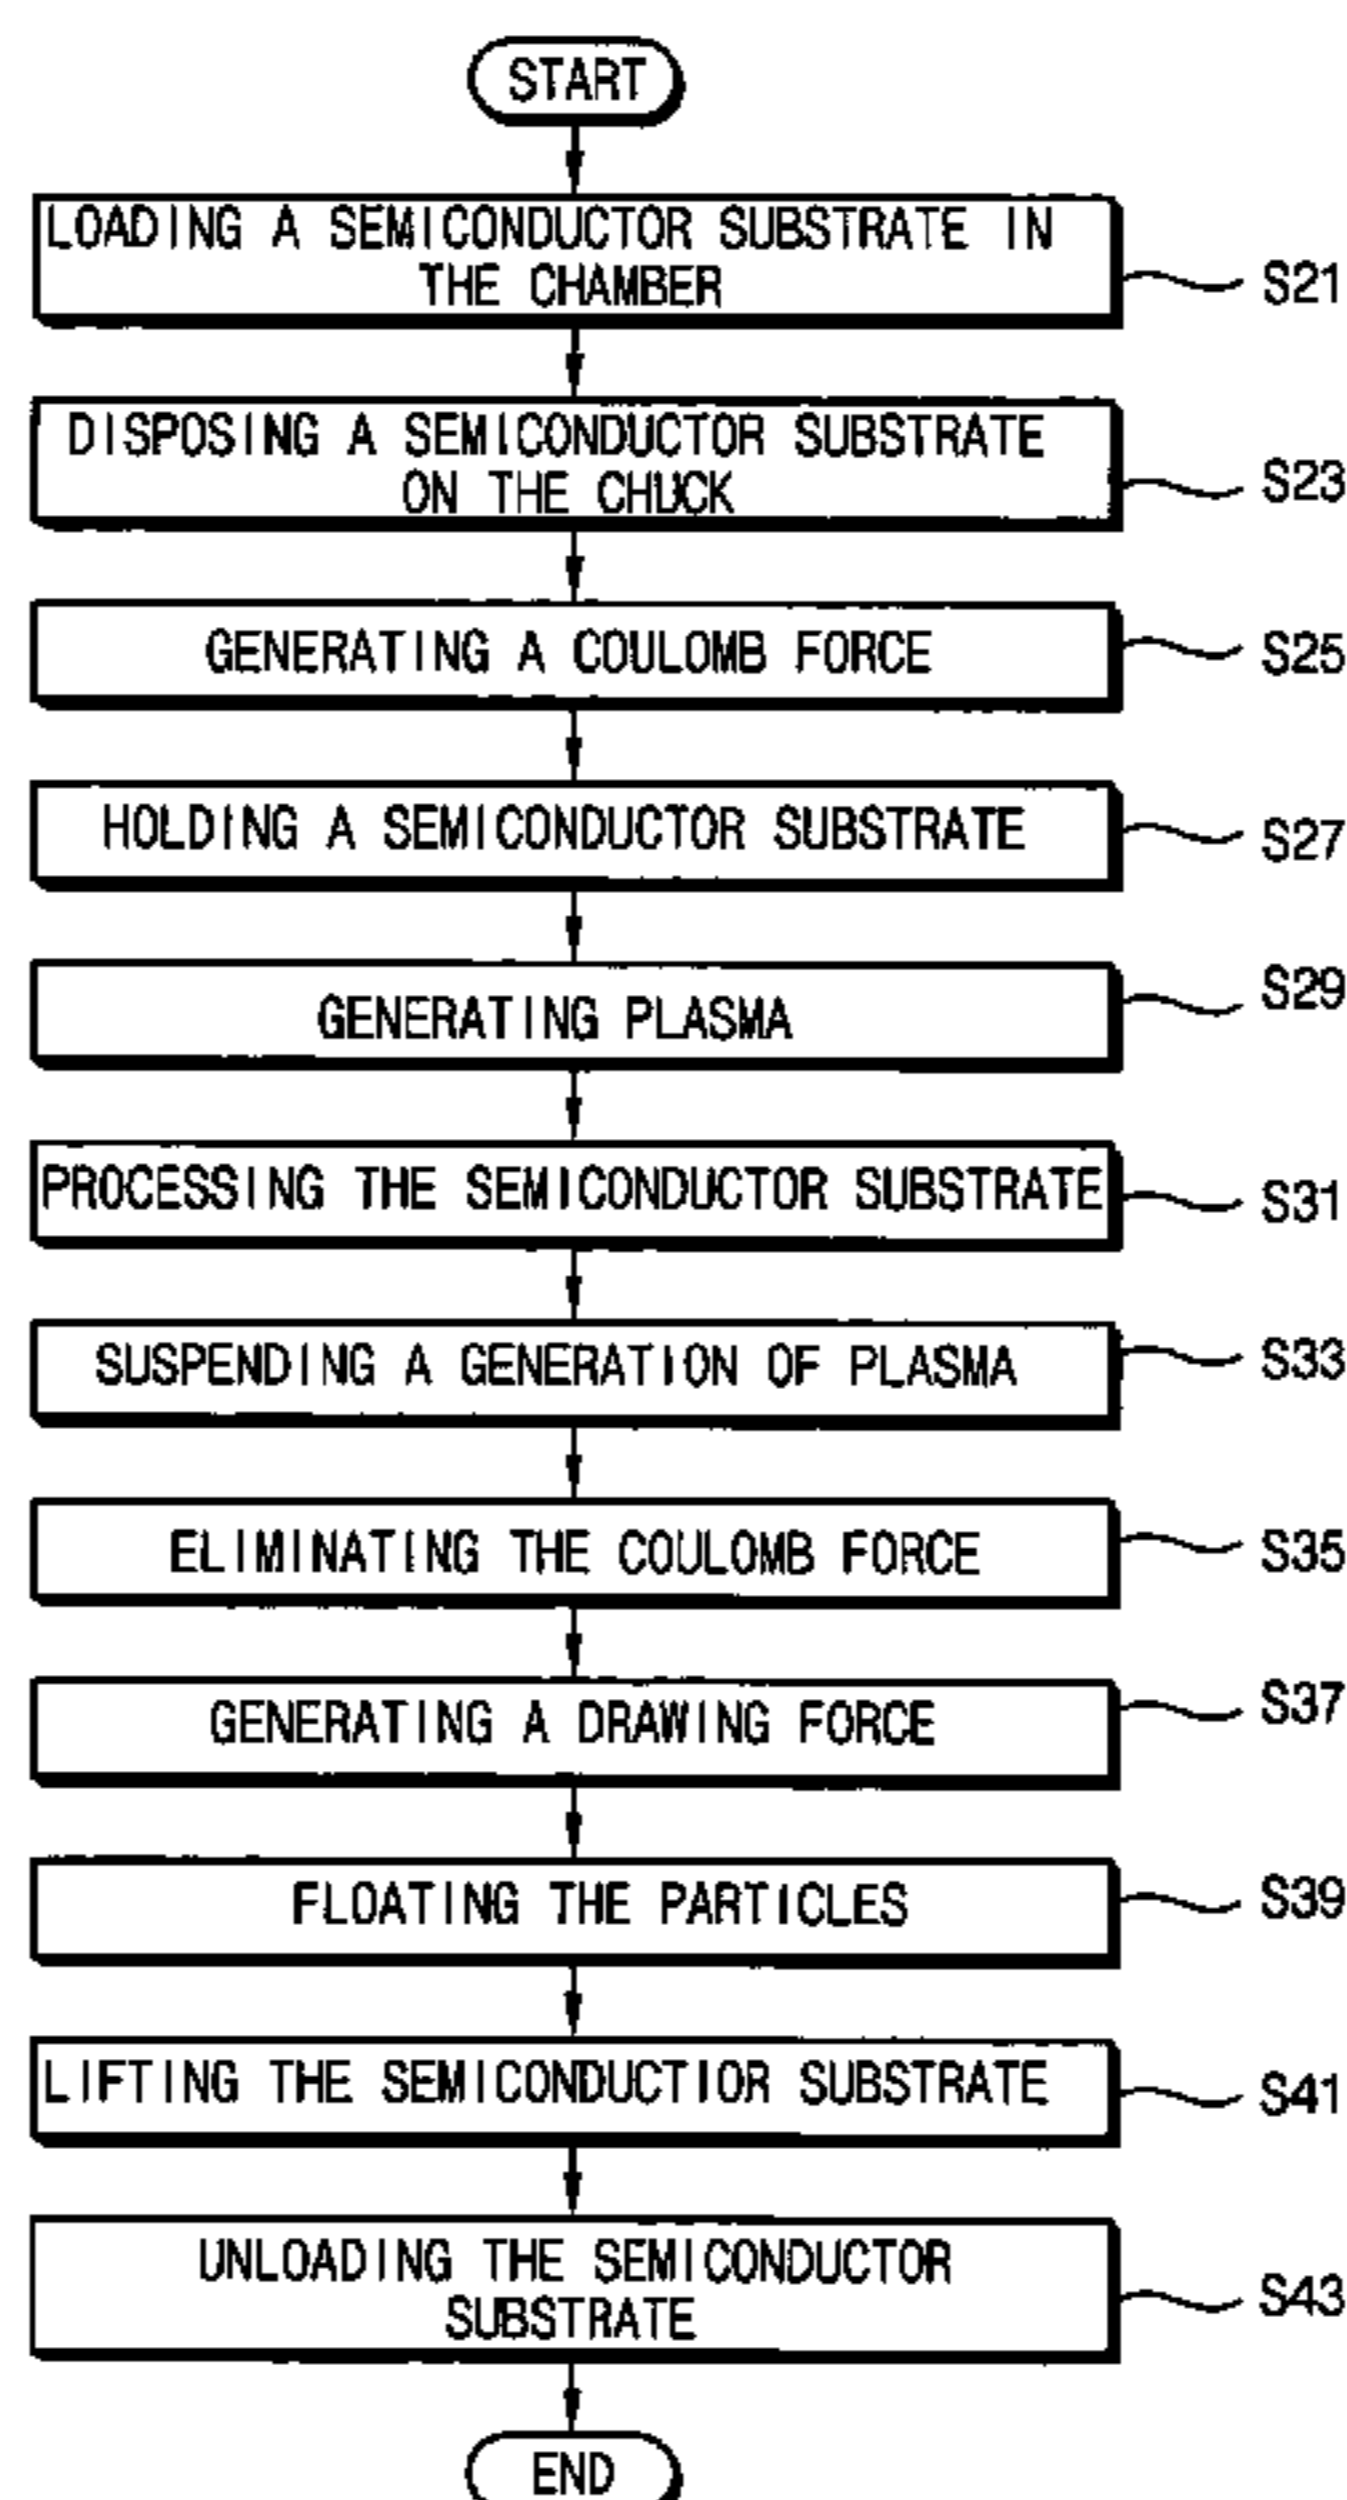 START
LOADING A SEMICONDUCTOR SUBSTRATE IN
THE CHAMBER
S21
DISPOSING A SEMICONDUCTOR SUBSTRATE
ON THE CHUCK
S23
GENERATING A COULOMB FORCE
S25
HOLDING A SEMICONDUCTOR SUBSTRATE
S27
GENERATING PLASMA
S29
PROCESSING THE SEMICONDUCTOR SUBSTRATE
S31
SUSPENDING A GENERATION OF PLASMA
S33
ELIMINATING THE COULOMB FORCE
S35
GENERATING A DRAWING FORCE
S37
FLOATING THE PARTICLES
S39
LIFTING THE SEMICONDUCTIOR SUBSTRATE
S41
UNLOADING THE SEMICONDUCTOR
SUBSTRATE
S43
END